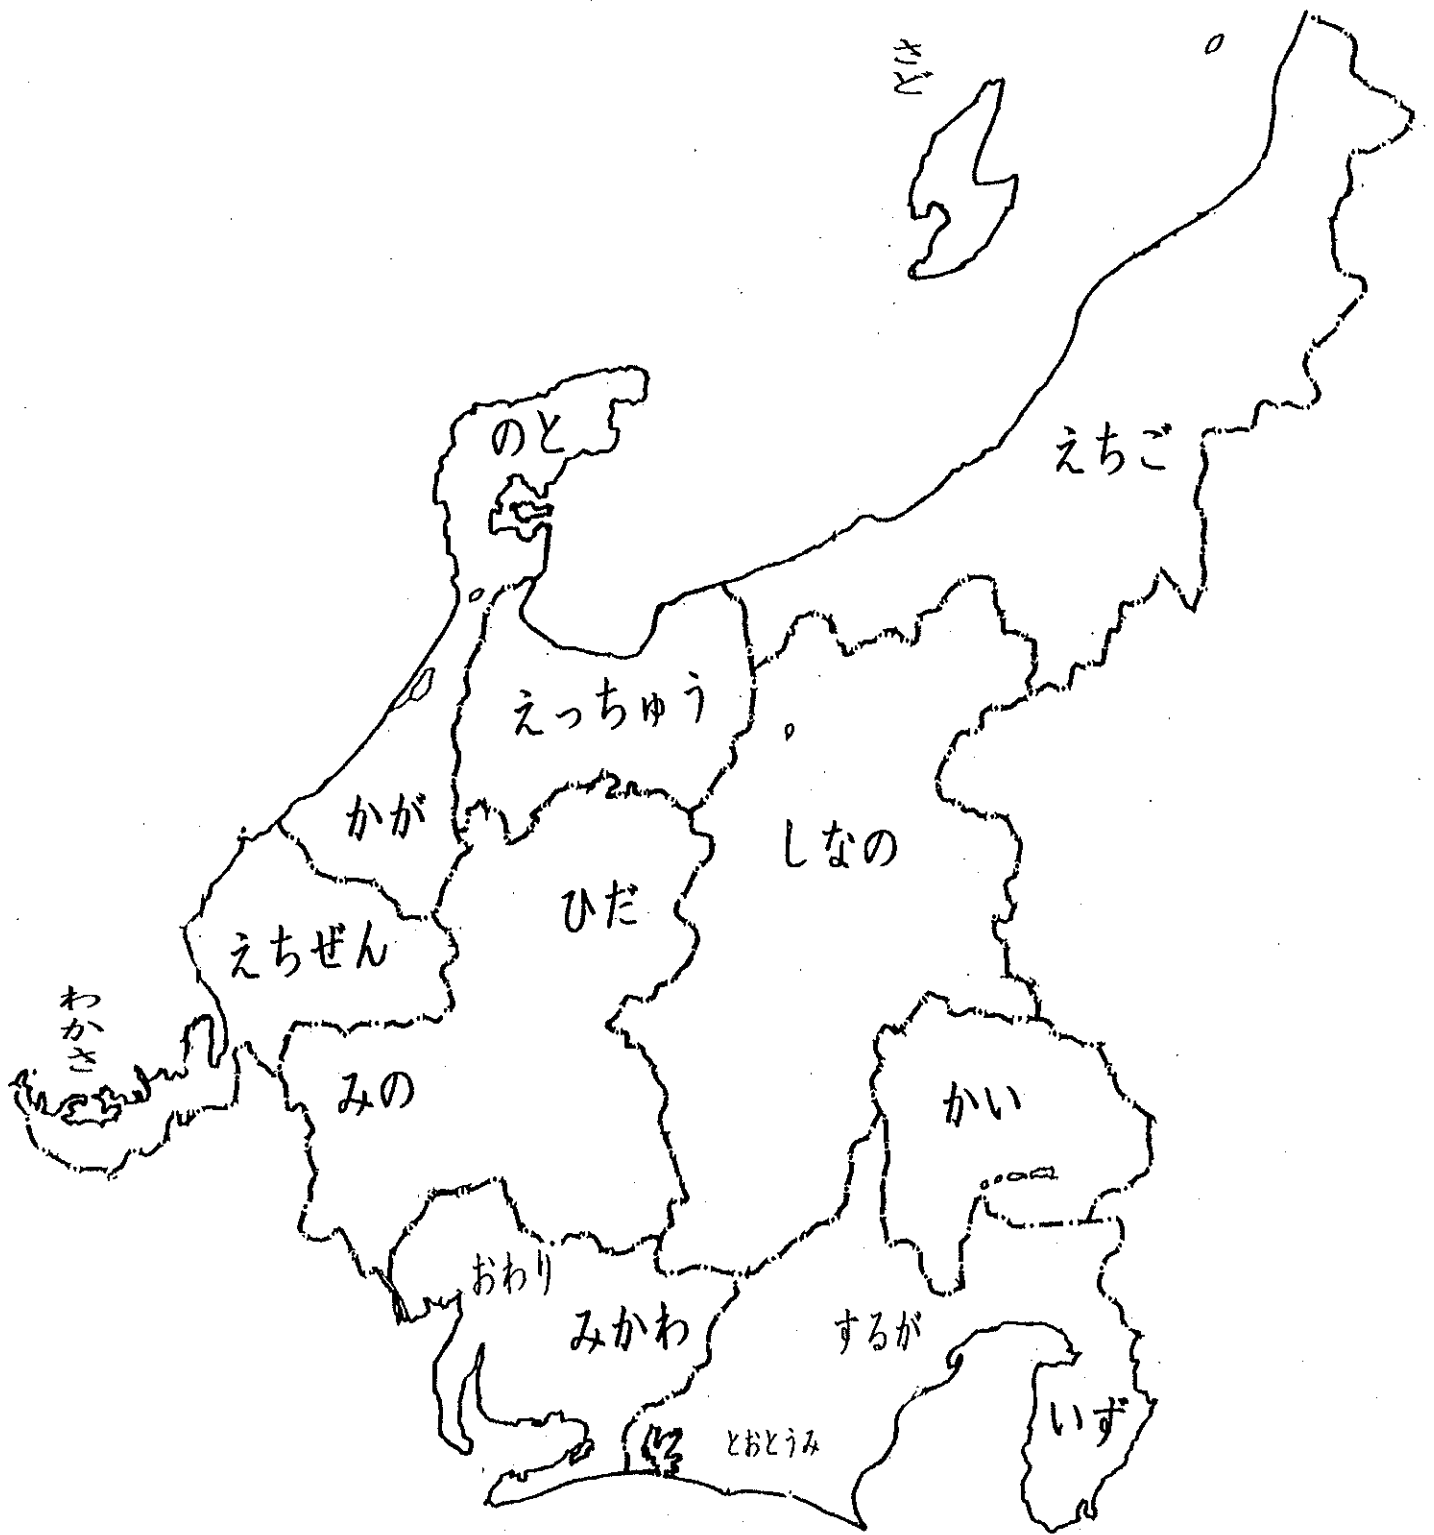 さど
のと
えちご
えっちゅう
かが
しなの
ひだ
えちぜん
わかさ
みの
かい
おわり
みかわ
するが
いず
とおとうみ